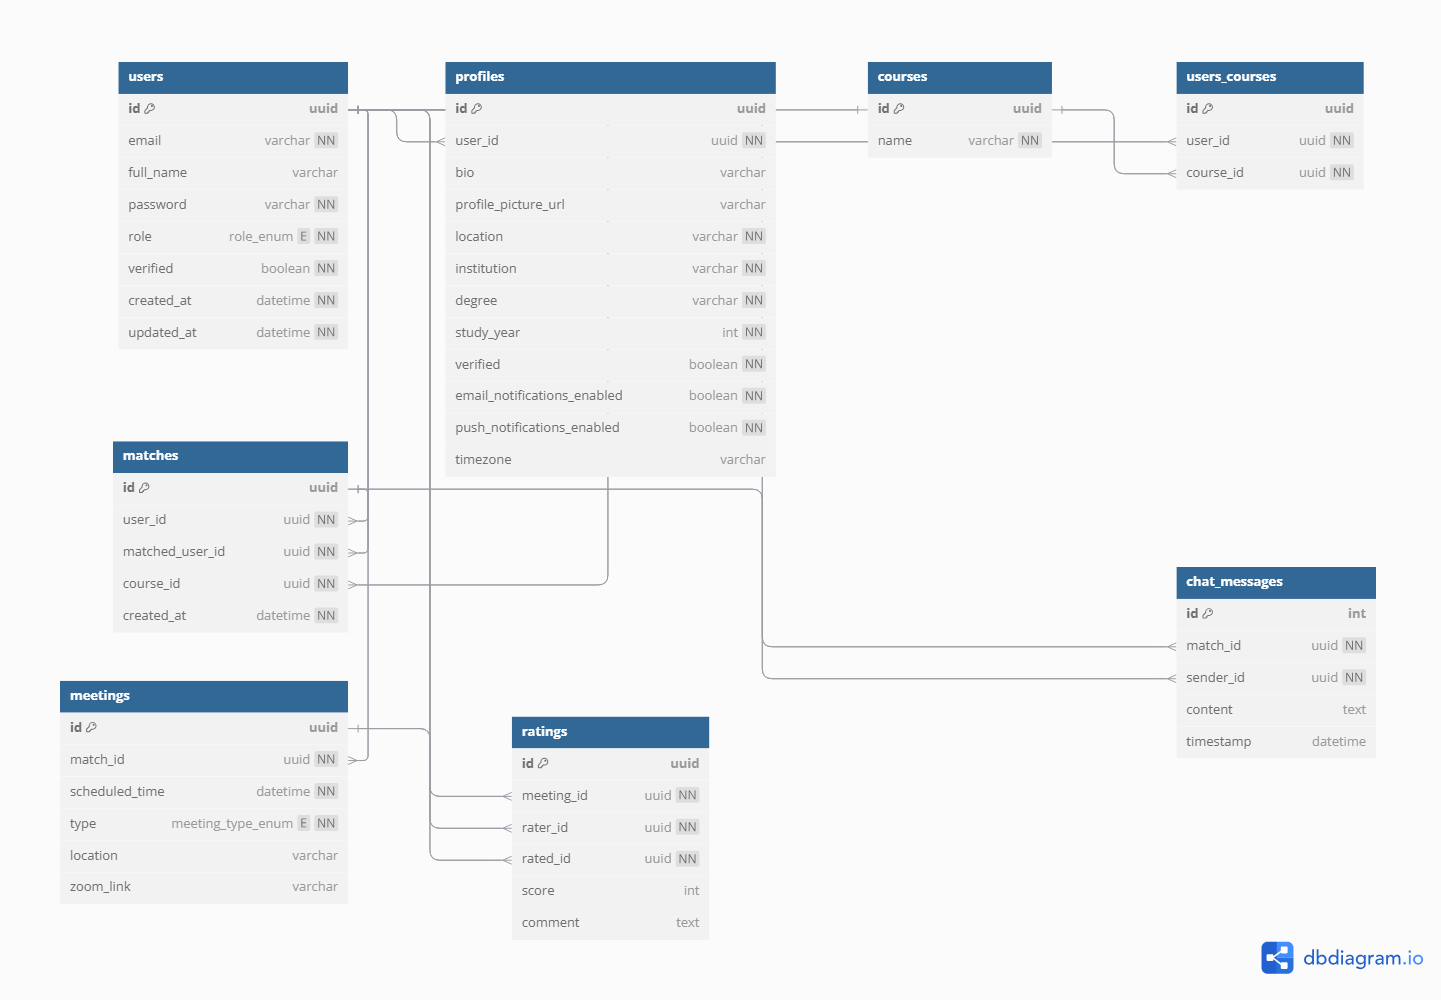 users
id uuid
email varchar NN
full_name varchar
password varchar NN
role role_enum E NN
verified boolean NN
created_at datetime NN
updated_at datetime NN
profiles
id uuid
user_id uuid NN
bio varchar
profile_picture_url varchar
location varchar NN
institution varchar NN
degree varchar NN
study_year int NN
verified boolean NN
email_notifications_enabled boolean NN
push_notifications_enabled boolean NN
timezone varchar
courses
id uuid
name varchar NN
users_courses
id uuid
user_id uuid NN
course_id uuid NN
matches
id uuid
user_id uuid NN
matched_user_id uuid NN
course_id uuid NN
created_at datetime NN
chat_messages
id int
match_id uuid NN
sender_id uuid NN
content text
timestamp datetime
meetings
id uuid
match_id uuid NN
scheduled_time datetime NN
type meeting_type_enum E NN
location varchar
zoom_link varchar
ratings
id uuid
meeting_id uuid NN
rater_id uuid NN
rated_id uuid NN
score int
comment text
dbdiagram.io